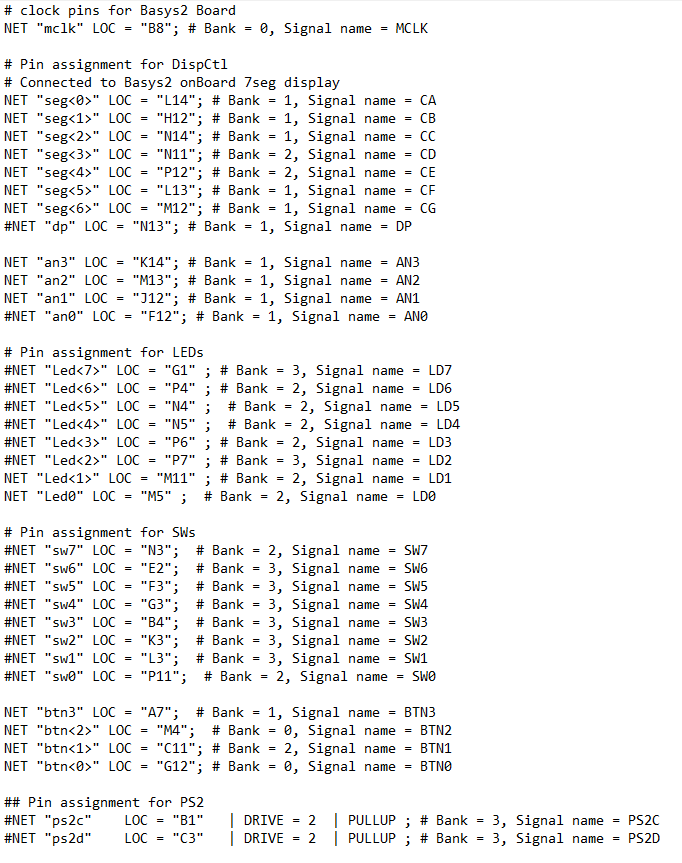 # clock pins for Basys2 Board
NET "mclk" LOC = "B8"; # Bank = 0, Signal name = MCLK

# Pin assignment for DispCtl
# Connected to Basys2 onBoard 7seg display
NET "seg<0>" LOC = "L14"; # Bank = 1, Signal name = CA
NET "seg<1>" LOC = "H12"; # Bank = 1, Signal name = CB
NET "seg<2>" LOC = "N14"; # Bank = 1, Signal name = CC
NET "seg<3>" LOC = "N11"; # Bank = 2, Signal name = CD
NET "seg<4>" LOC = "P12"; # Bank = 2, Signal name = CE
NET "seg<5>" LOC = "L13"; # Bank = 1, Signal name = CF
NET "seg<6>" LOC = "M12"; # Bank = 1, Signal name = CG
#NET "dp" LOC = "N13"; # Bank = 1, Signal name = DP

NET "an3" LOC = "K14"; # Bank = 1, Signal name = AN3
NET "an2" LOC = "M13"; # Bank = 1, Signal name = AN2
NET "an1" LOC = "J12"; # Bank = 1, Signal name = AN1
#NET "an0" LOC = "F12"; # Bank = 1, Signal name = AN0

# Pin assignment for LEDs
#NET "Led<7>" LOC = "G1" ; # Bank = 3, Signal name = LD7
#NET "Led<6>" LOC = "P4" ; # Bank = 2, Signal name = LD6
#NET "Led<5>" LOC = "N4" ;  # Bank = 2, Signal name = LD5
#NET "Led<4>" LOC = "N5" ;  # Bank = 2, Signal name = LD4
#NET "Led<3>" LOC = "P6" ; # Bank = 2, Signal name = LD3
#NET "Led<2>" LOC = "P7" ; # Bank = 3, Signal name = LD2
NET "Led<1>" LOC = "M11" ; # Bank = 2, Signal name = LD1
NET "Led0" LOC = "M5" ;  # Bank = 2, Signal name = LD0

# Pin assignment for SWs
#NET "sw7" LOC = "N3";  # Bank = 2, Signal name = SW7
#NET "sw6" LOC = "E2";  # Bank = 3, Signal name = SW6
#NET "sw5" LOC = "F3";  # Bank = 3, Signal name = SW5
#NET "sw4" LOC = "G3";  # Bank = 3, Signal name = SW4
#NET "sw3" LOC = "B4";  # Bank = 3, Signal name = SW3
#NET "sw2" LOC = "K3";  # Bank = 3, Signal name = SW2
#NET "sw1" LOC = "L3";  # Bank = 3, Signal name = SW1
#NET "sw0" LOC = "P11";  # Bank = 2, Signal name = SW0

NET "btn3" LOC = "A7";  # Bank = 1, Signal name = BTN3
NET "btn<2>" LOC = "M4";  # Bank = 0, Signal name = BTN2
NET "btn<1>" LOC = "C11"; # Bank = 2, Signal name = BTN1
NET "btn<0>" LOC = "G12"; # Bank = 0, Signal name = BTN0

## Pin assignment for PS2
#NET "ps2c"    LOC = "B1"   | DRIVE = 2  | PULLUP ; # Bank = 3, Signal name = PS2C
#NET "ps2d"    LOC = "C3"   | DRIVE = 2  | PULLUP ; # Bank = 3, Signal name = PS2D